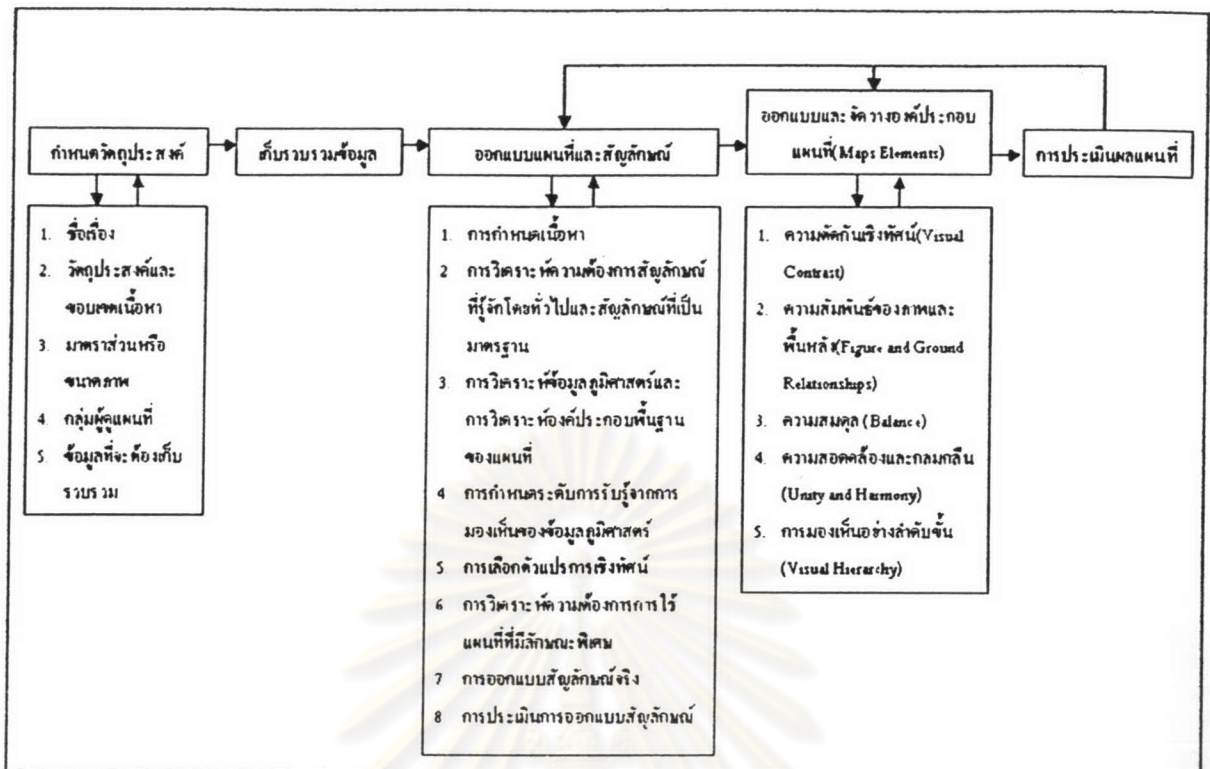 กำหนดวัตถุประสงค์
เก็บรวบรวมข้อมูล
ออกแบบแผนที่และสัญลักษณ์
ออกแบบและจัดวางองค์ประกอบ
แผนที่(Maps Elements)
การประเมินผลแผนที่
1. ชื่อเรื่อง
2. วัตถุประสงค์และ
ขอบเขตเนื้อหา
3. มาตราส่วนหรือ
ขนาดภาพ
4. กลุ่มผู้ดูแผนที่
5. ข้อมูลที่จะต้องเก็บ
รวบรวม
1. การกำหนดเนื้อหา
2 การวิเคราะห์ความต้องการสัญลักษณ์
ที่รู้จักโดยทั่วไปและสัญลักษณ์ที่เป็น
มาตรฐาน
3. การวิเคราะห์ข้อมูลภูมิศาสตร์และ
การวิเคราะห์องค์ประกอบพื้นฐาน
ของแผนที่
4 การกำหนดระดับการรับรู้จากการ
มองเห็นของข้อมูลภูมิศาสตร์
5 การเลือกตัวแปรการเชิงทัศน์
6 การวิเคราะห์ความต้องการการใช้
แผนที่ที่มีลักษณะพิเศษ
7 การออกแบบสัญลักษณ์จริง
8 การประเมินการออกแบบสัญลักษณ์
1. ความตัดกันเชิงทัศน์(Visual
Contrast)
2. ความสัมพันธ์ของภาพและ
พื้นหลัง(Figure and Ground
Relationships)
3. ความสมดุล (Balance)
4. ความสอดคล้องและกลมกลืน
(Unity and Harmony)
5. การมองเห็นอย่างลำดับขั้น
(Visual Hierarchy)